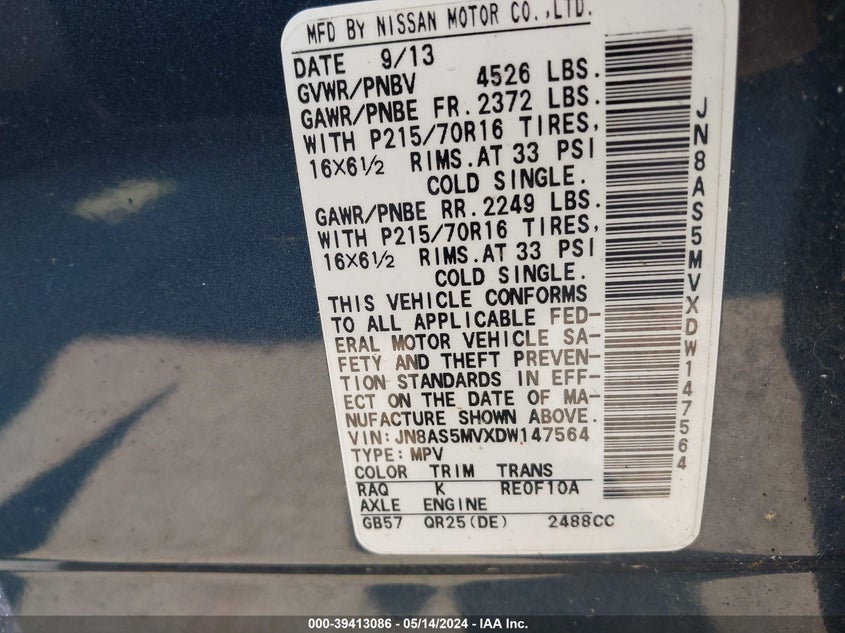 MFD BY NISSAN MOTOR CO.,LTD.
DATE 9/13
GVWR/PNBV 4526 LBS.
GAWR/PNBE FR. 2372 LBS.
WITH P215/70R16 TIRES,
16X6½ RIMS.AT 33 PSI
COLD SINGLE.
GAWR/PNBE RR. 2249 LBS.
WITH P215/70R16 TIRES,
16X6½ RIMS.AT 33 PSI
COLD SINGLE.
THIS VEHICLE CONFORMS
TO ALL APPLICABLE FED-
ERAL MOTOR VEHICLE SA-
FETY AND THEFT PREVEN-
TION STANDARDS IN EFF-
ECT ON THE DATE OF MA-
NUFACTURE SHOWN ABOVE.
VIN:JN8AS5MVXDW147564
TYPE:MPV
COLOR TRIM TRANS
RAQ K RE0F10A
AXLE ENGINE
GB57 QR25(DE) 2488CC
JN8AS5MVXDW147564
000-39413086 - 05/14/2024 - IAA Inc.